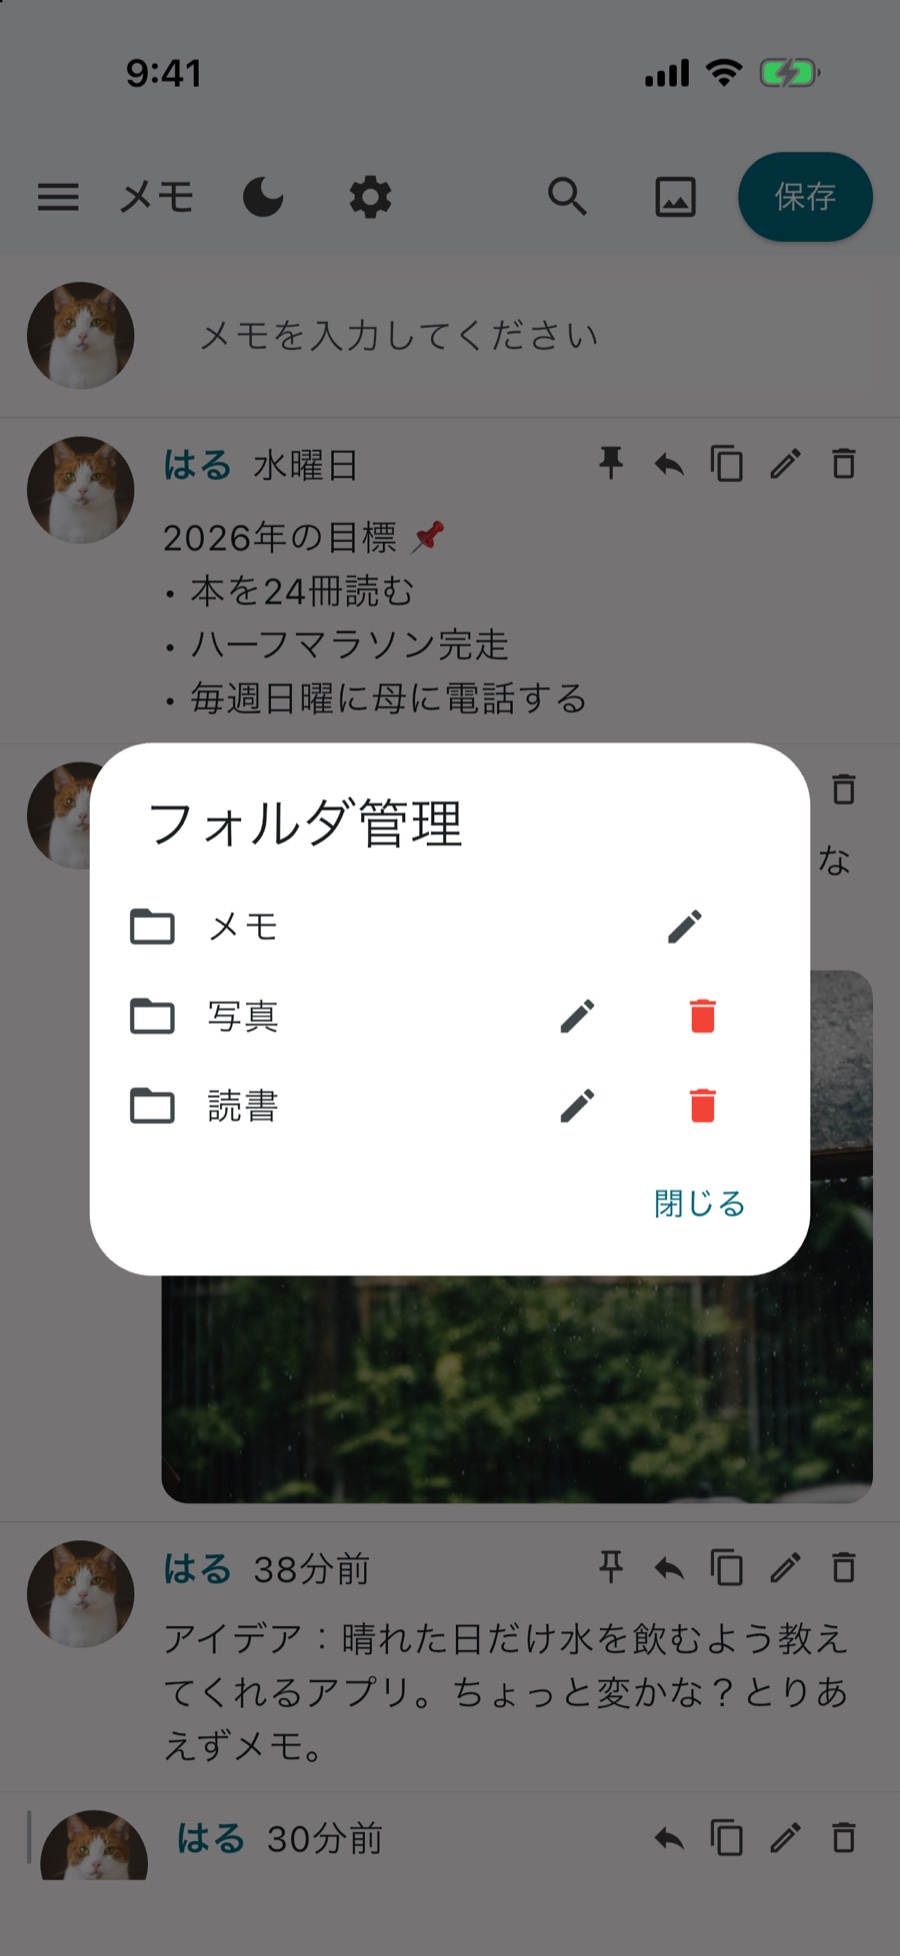 9:41
メモ
保存
メモを入力してください
はる 水曜日
2026年の目標 📌
• 本を24冊読む
• ハーフマラソン完走
• 毎週日曜に母に電話する
な
フォルダ管理
メモ
写真
読書
閉じる
はる 38分前
アイデア：晴れた日だけ水を飲むよう教え
てくれるアプリ。ちょっと変かな？とりあ
えずメモ。
はる 30分前